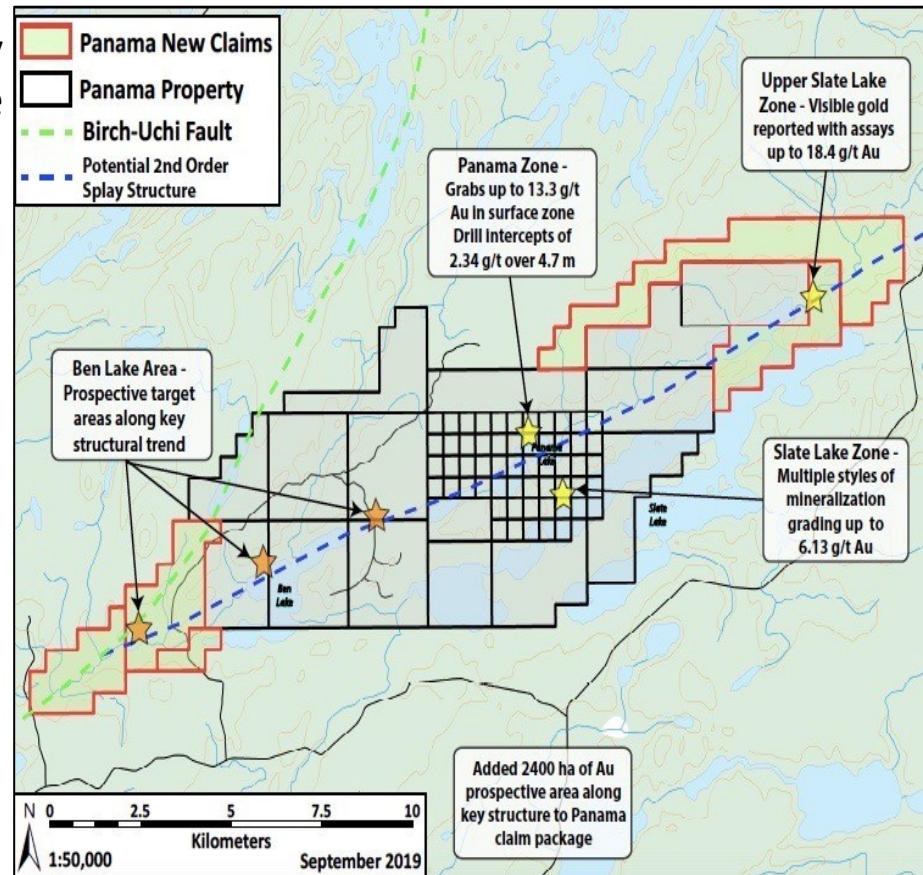 Panama New Claims
Panama Property
Birch-Uchi Fault
Potential 2nd Order
Splay Structure
Upper Slate Lake
Zone - Visible gold
reported with assays
up to 18.4 g/t Au
Panama Zone -
Grabs up to 13.3 g/t
Au in surface zone
Drill intercepts of
2.34 g/t over 4.7 m
Ben Lake Area -
Prospective target
areas along key
structural trend
Panama
Lake
Slate
Lake
Ben
Lake
Slate Lake Zone -
Multiple styles of
mineralization
grading up to
6.13 g/t Au
Added 2400 ha of Au
prospective area along
key structure to Panama
claim package
N 0 2.5 5 7.5 10
Kilometers
1:50,000 September 2019